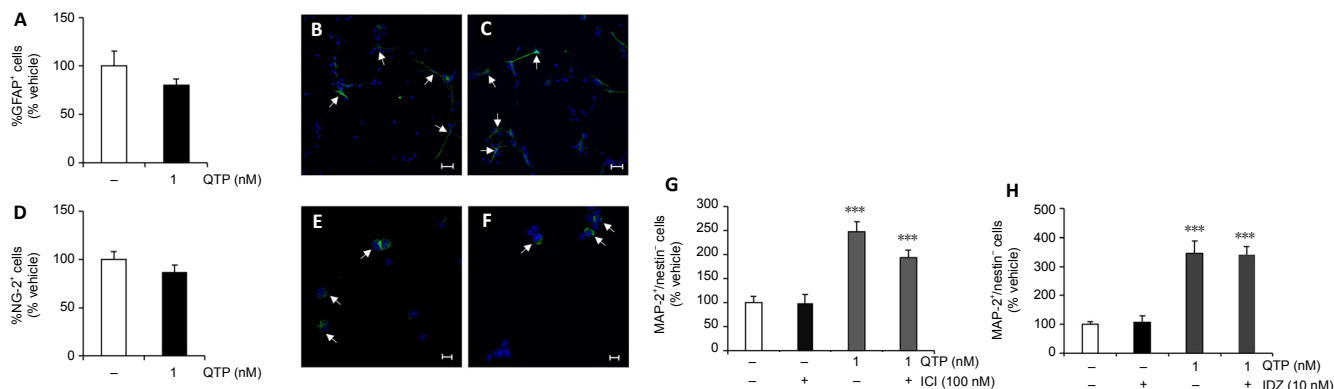 A
%GFAP⁺ cells
(% vehicle)
150
100
50
0
–
1
QTP (nM)
B
C
D
%NG-2⁺ cells
(% vehicle)
150
100
50
0
–
1
QTP (nM)
E
F
G
MAP-2⁺/nestin⁻ cells
(% vehicle)
300
250
200
150
100
50
0
***
***
– – 1 1 QTP (nM)
– + – + ICI (100 nM)
H
MAP-2⁺/nestin⁻ cells
(% vehicle)
500
400
300
200
100
0
***
***
– – 1 1 QTP (nM)
– + – + IDZ (10 nM)